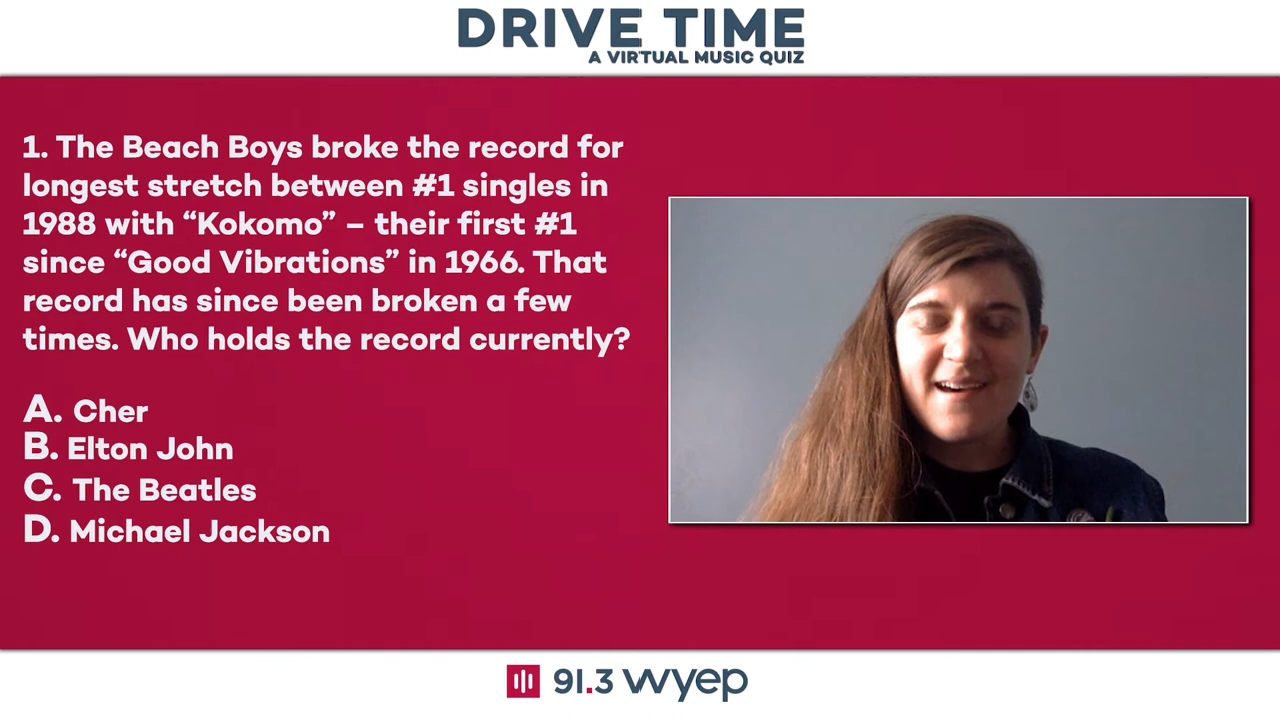 DRIVE TIME
A VIRTUAL MUSIC QUIZ
1. The Beach Boys broke the record for
longest stretch between #1 singles in
1988 with “Kokomo” – their first #1
since “Good Vibrations” in 1966. That
record has since been broken a few
times. Who holds the record currently?
A. Cher
B. Elton John
C. The Beatles
D. Michael Jackson
91.3 wyep